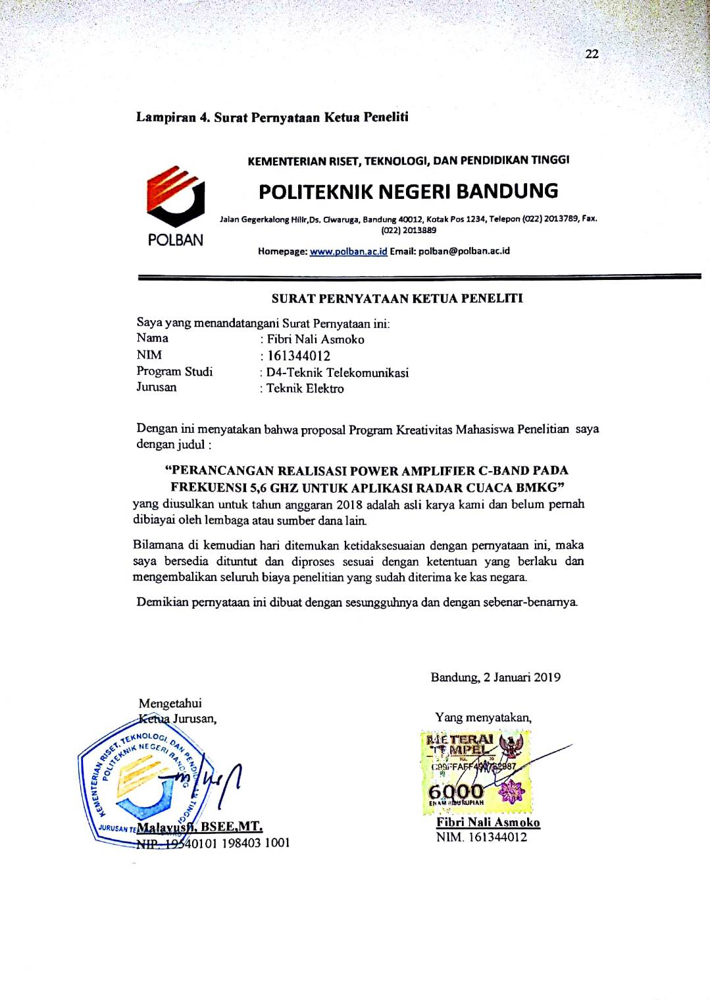 22
Lampiran 4. Surat Pernyataan Ketua Peneliti
KEMENTERIAN RISET, TEKNOLOGI, DAN PENDIDIKAN TINGGI
POLITEKNIK NEGERI BANDUNG
Jalan Gegerkalong Hilir,Ds. Ciwaruga, Bandung 40012, Kotak Pos 1234, Telepon (022) 2013789, Fax.
(022) 2013889
POLBAN
Homepage: www.polban.ac.id Email: polban@polban.ac.id
SURAT PERNYATAAN KETUA PENELITI
Saya yang menandatangani Surat Pernyataan ini:
Nama : Fibri Nali Asmoko
NIM : 161344012
Program Studi : D4-Teknik Telekomunikasi
Jurusan : Teknik Elektro
Dengan ini menyatakan bahwa proposal Program Kreativitas Mahasiswa Penelitian saya
dengan judul :
“PERANCANGAN REALISASI POWER AMPLIFIER C-BAND PADA
FREKUENSI 5,6 GHZ UNTUK APLIKASI RADAR CUACA BMKG”
yang diusulkan untuk tahun anggaran 2018 adalah asli karya kami dan belum pernah
dibiayai oleh lembaga atau sumber dana lain.
Bilamana di kemudian hari ditemukan ketidaksesuaian dengan pernyataan ini, maka
saya bersedia dituntut dan diproses sesuai dengan ketentuan yang berlaku dan
mengembalikan seluruh biaya penelitian yang sudah diterima ke kas negara.
Demikian pernyataan ini dibuat dengan sesungguhnya dan dengan sebenar-benarnya.
Bandung, 2 Januari 2019
Mengetahui
Ketua Jurusan,
Yang menyatakan,
KEMENTERIAN RISET, TEKNOLOGI, DAN PENDIDIKAN TINGGI
POLITEKNIK NEGERI BANDUNG
JURUSAN
METERAI
TEMPEL
TGL 20
6000
ENAM RIBU RUPIAH
Malayusfi, BSEE,MT.
NIP. 19540101 198403 1001
Fibri Nali Asmoko
NIM. 161344012